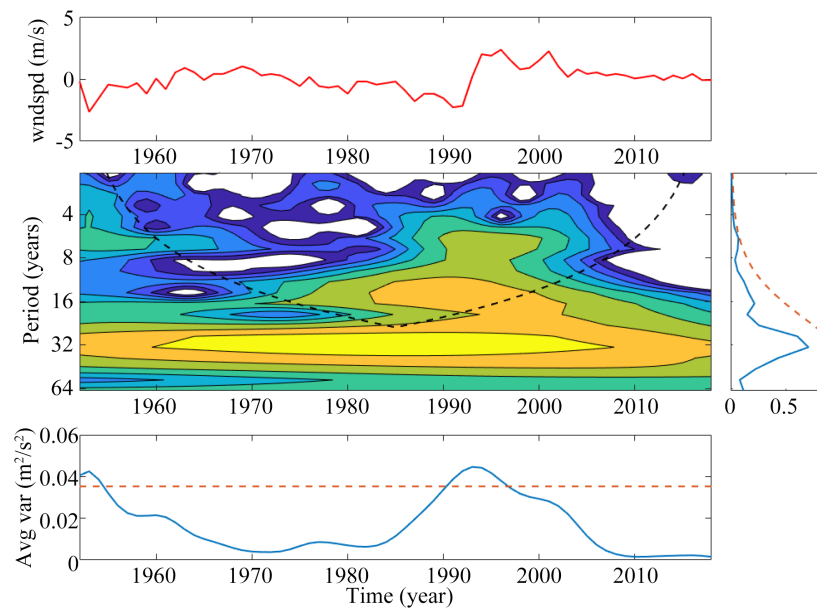 wndspd (m/s)
5
0
-5
1960 1970 1980 1990 2000 2010
Period (years)
4
8
16
32
64
1960 1970 1980 1990 2000 2010
0 0.5
Avg var (m²/s²)
0.06
0.04
0.02
0
1960 1970 1980 1990 2000 2010
Time (year)